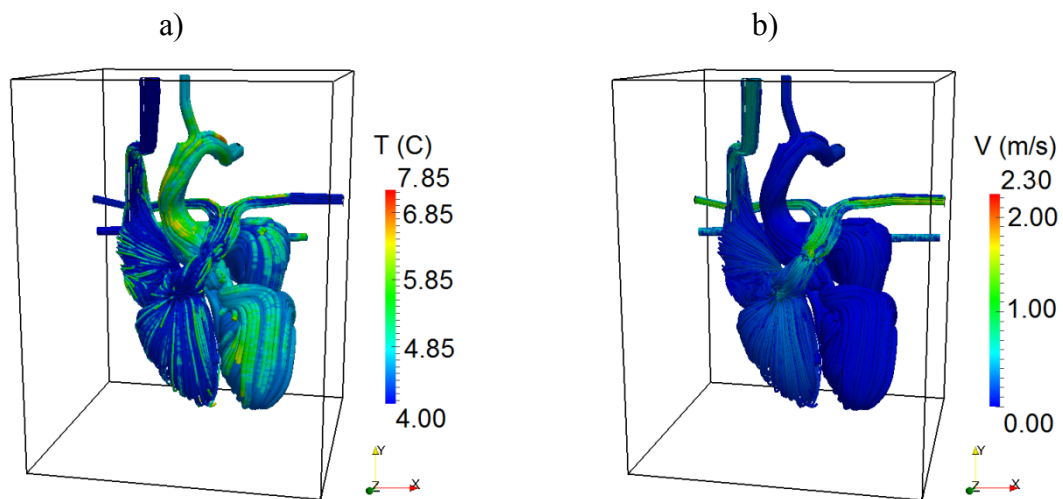 a)
b)
T (C)
7.85
6.85
5.85
4.85
4.00
Y
Z
X
V (m/s)
2.30
2.00
1.00
0.00
Y
Z
X